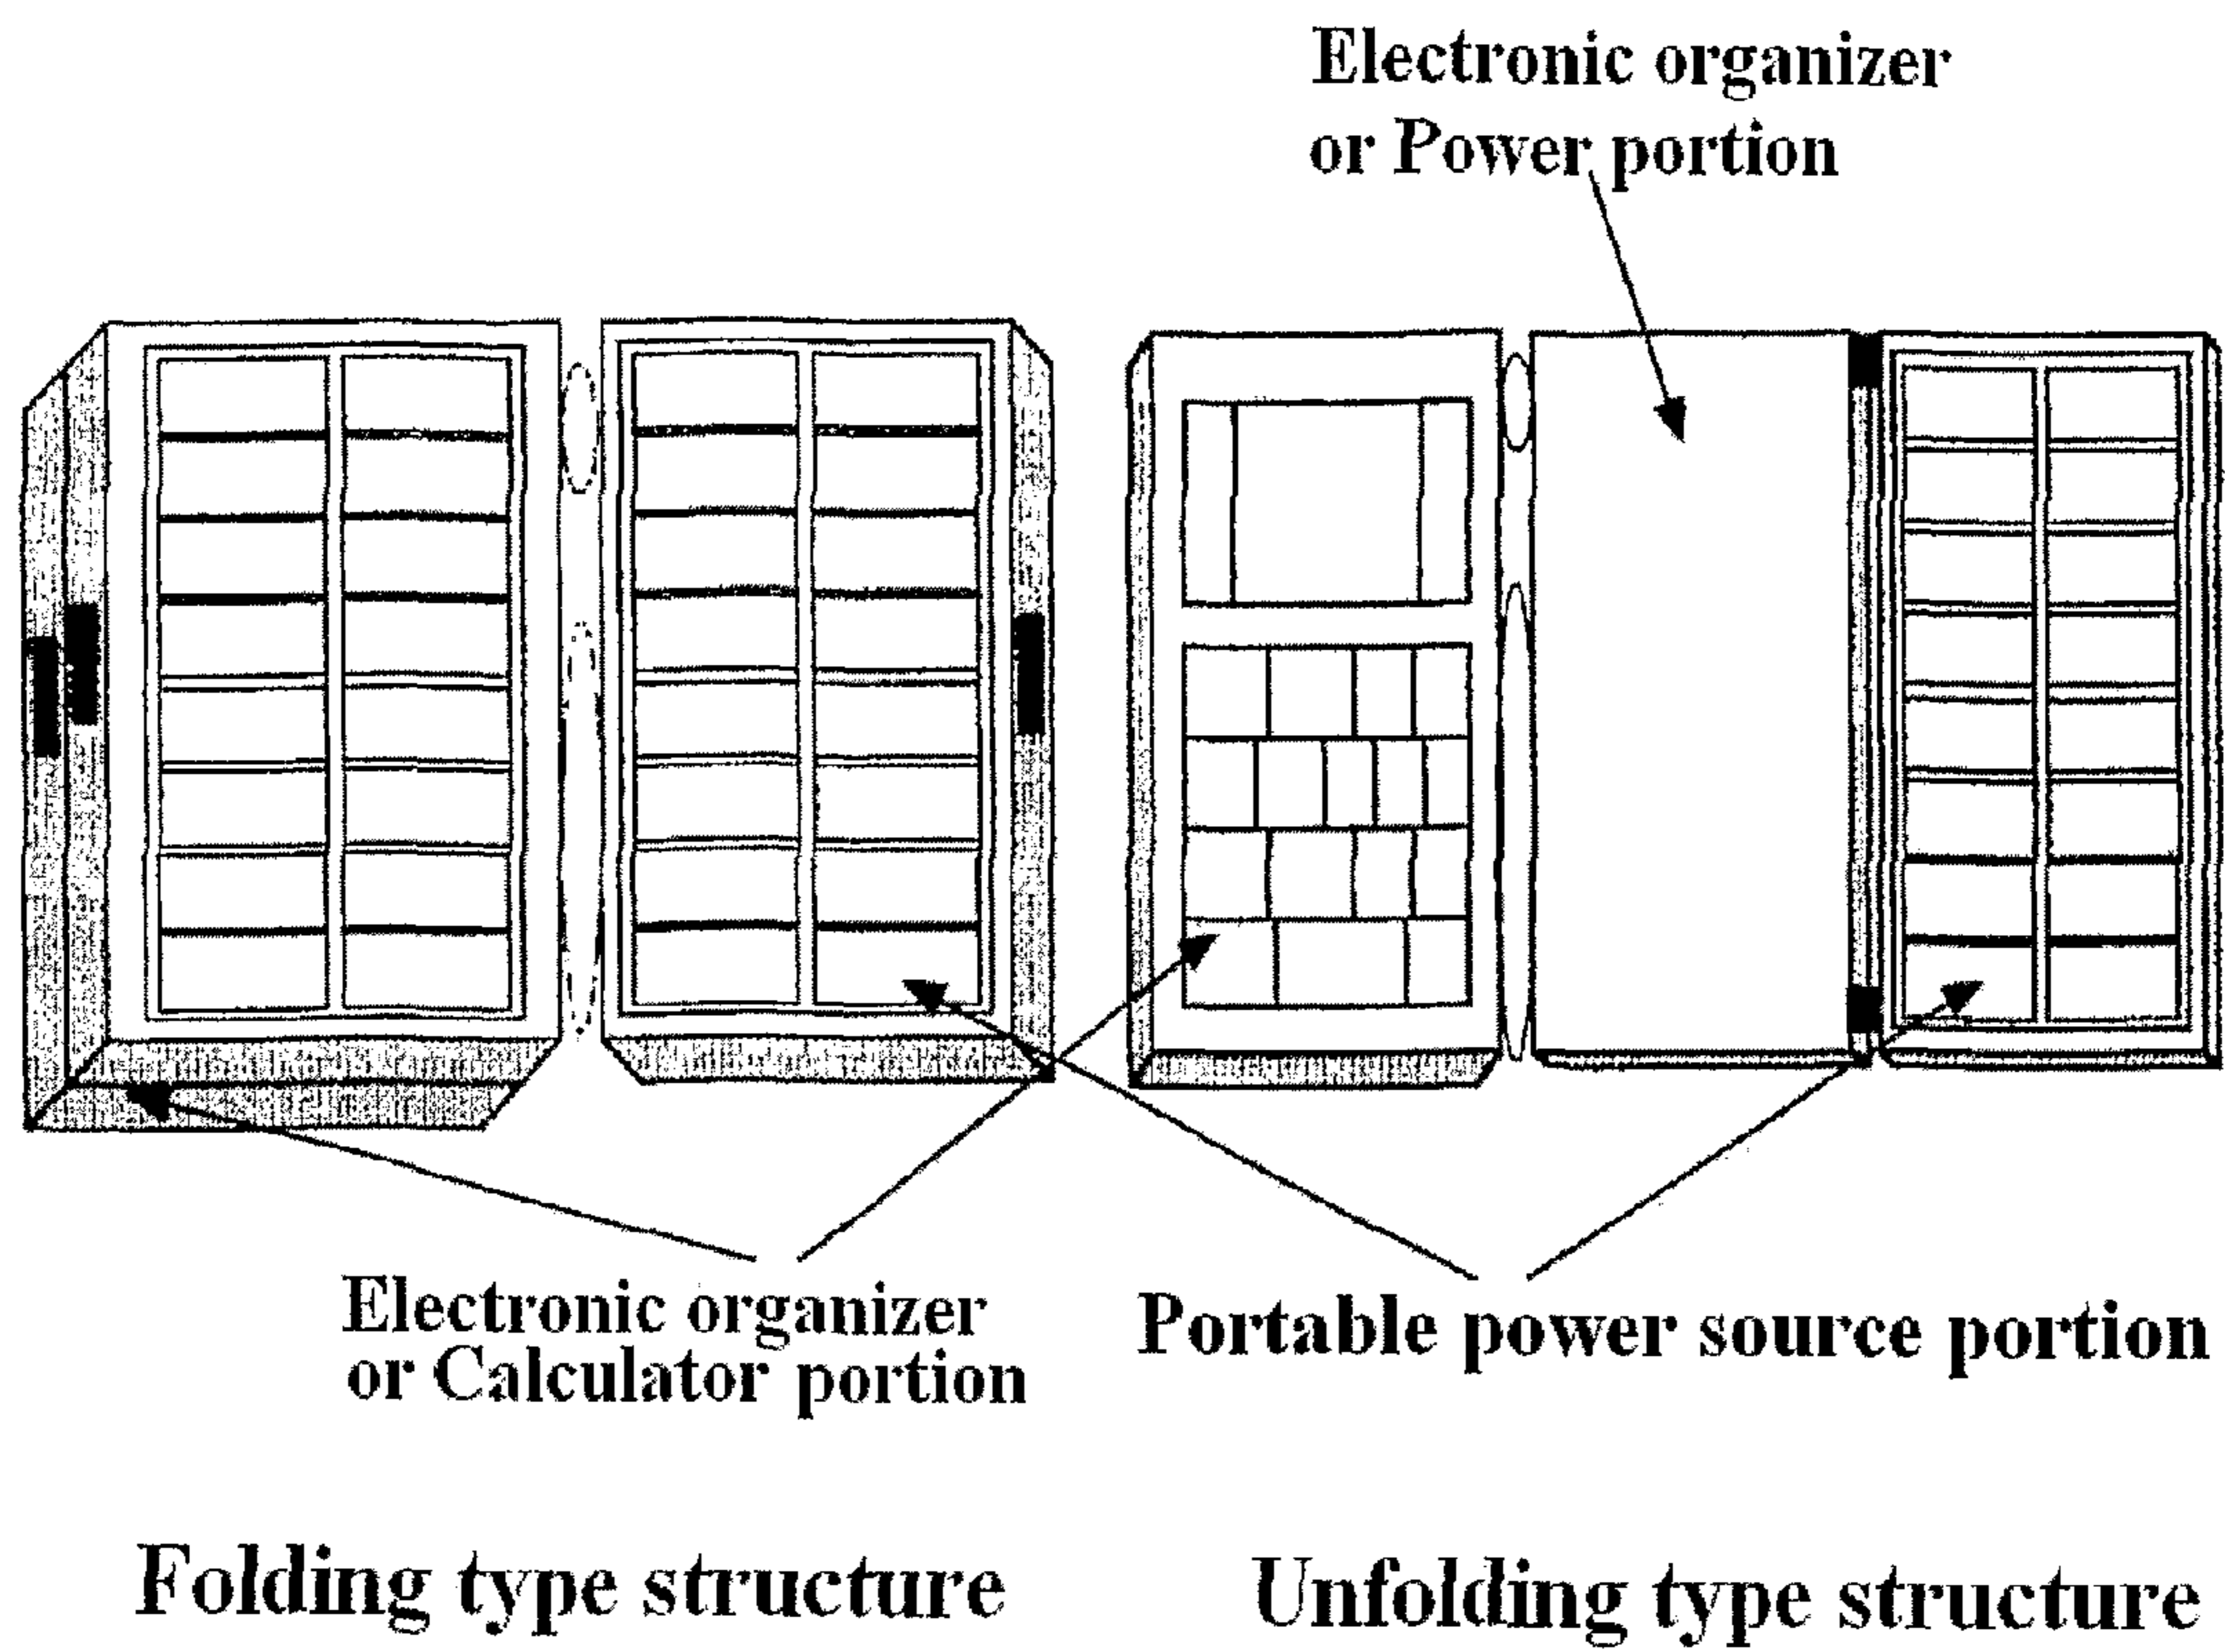 Electronic organizer
or Power portion
Electronic organizer
or Calculator portion
Portable power source portion
Folding type structure
Unfolding type structure